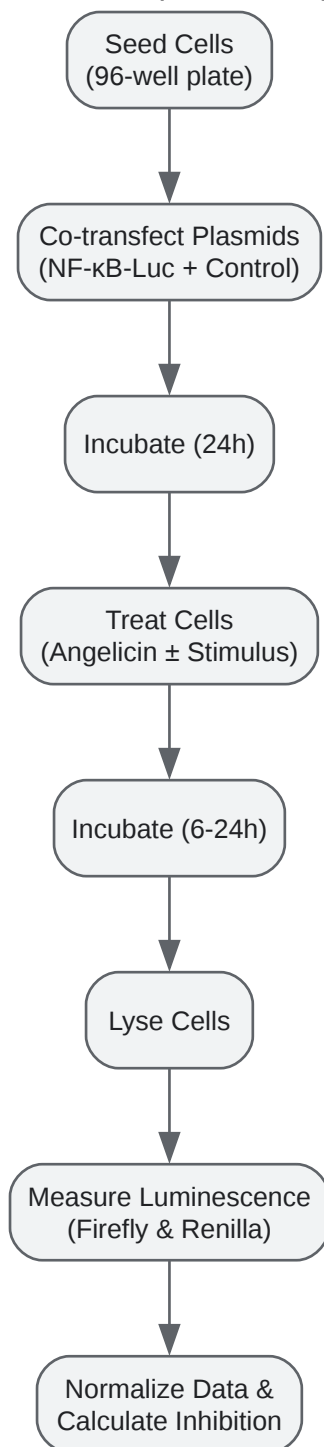 Seed Cells
(96-well plate)
Co-transfect Plasmids
(NF-κB-Luc + Control)
Incubate (24h)
Treat Cells
(Angelicin ± Stimulus)
Incubate (6-24h)
Lyse Cells
Measure Luminescence
(Firefly & Renilla)
Normalize Data &
Calculate Inhibition